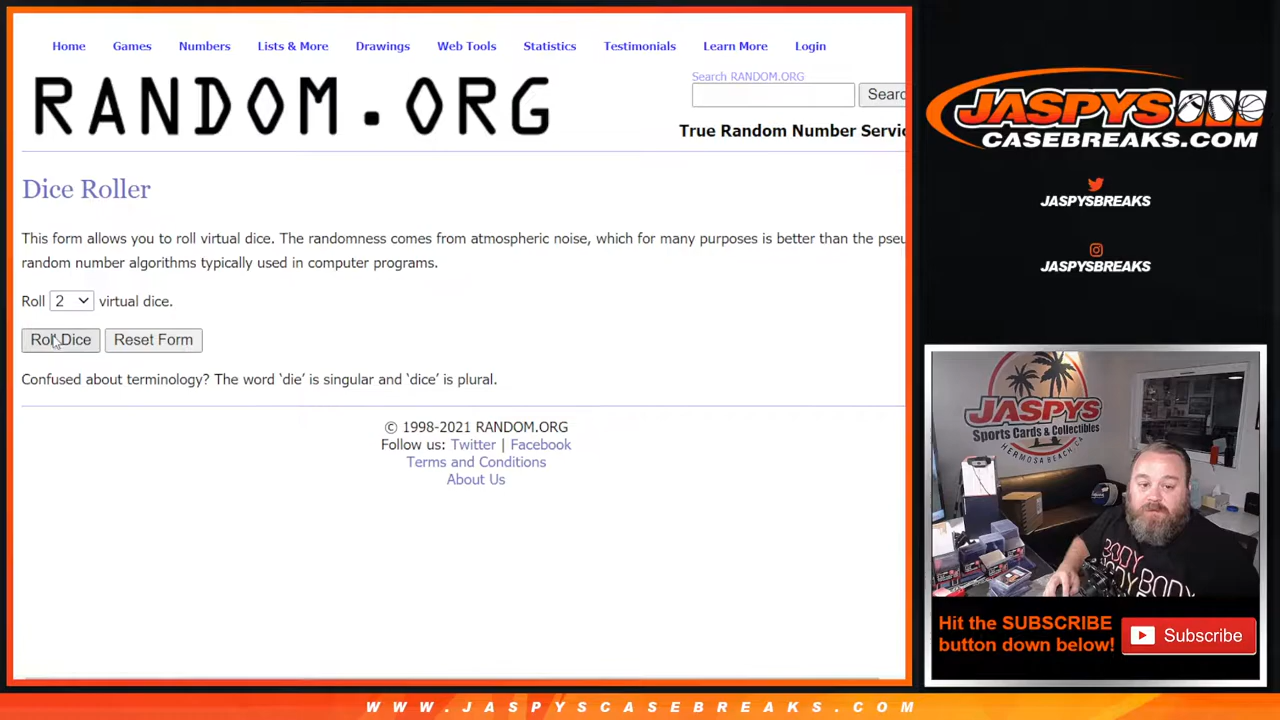 Home Games Numbers Lists & More Drawings Web Tools Statistics Testimonials Learn More Login
RANDOM.ORG
Search RANDOM.ORG
Searc
True Random Number Servic
Dice Roller
This form allows you to roll virtual dice. The randomness comes from atmospheric noise, which for many purposes is better than the pseu
random number algorithms typically used in computer programs.
Roll 2 virtual dice.
Roll Dice Reset Form
Confused about terminology? The word ‘die’ is singular and ‘dice’ is plural.
© 1998-2021 RANDOM.ORG
Follow us: Twitter | Facebook
Terms and Conditions
About Us
JASPYS
CASEBREAKS.COM
JASPYSBREAKS
JASPYSBREAKS
JASPYS
Sports Cards & Collectibles
HERMOSA BEACH, CA
Hit the SUBSCRIBE
button down below!
Subscribe
WWW.JASPYSCASEBREAKS.COM